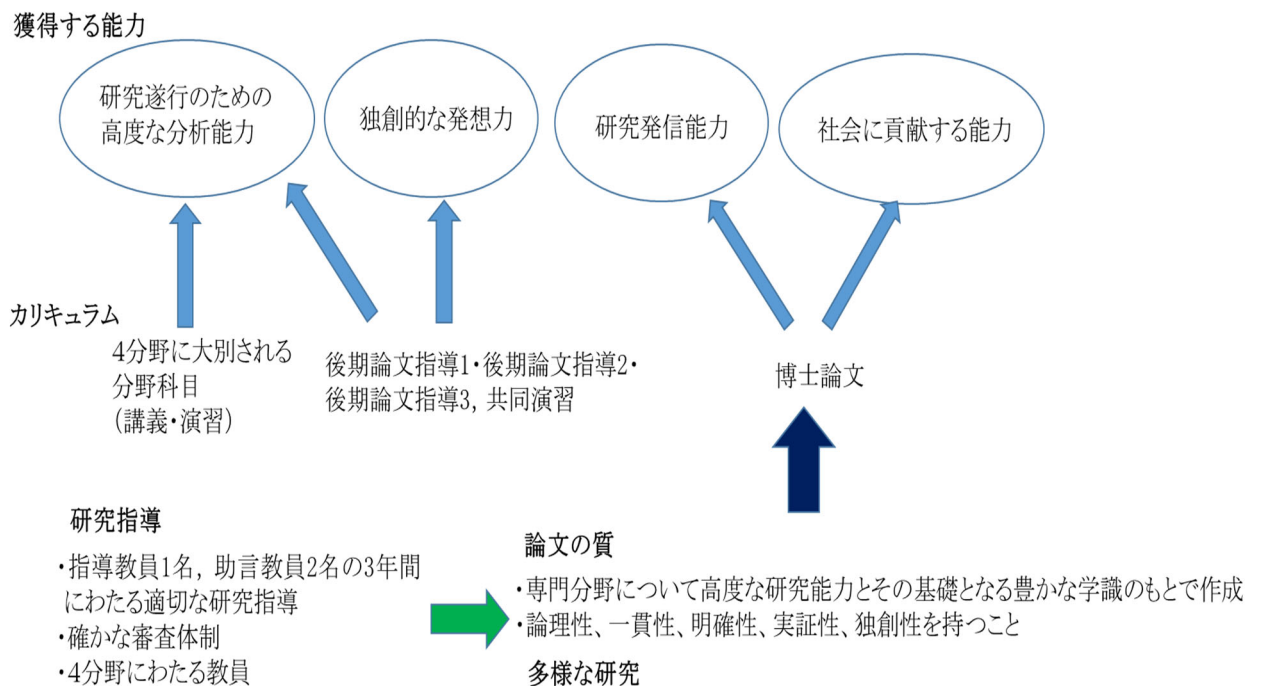 獲得する能力
研究遂行のための
高度な分析能力
独創的な発想力
研究発信能力
社会に貢献する能力
カリキュラム
4分野に大別される
分野科目
(講義・演習)
後期論文指導1・後期論文指導2・
後期論文指導3, 共同演習
博士論文
研究指導
・指導教員1名, 助言教員2名の3年間
にわたる適切な研究指導
・確かな審査体制
・4分野にわたる教員
論文の質
・専門分野について高度な研究能力とその基礎となる豊かな学識のもとで作成
・論理性、一貫性、明確性、実証性、独創性を持つこと
多様な研究